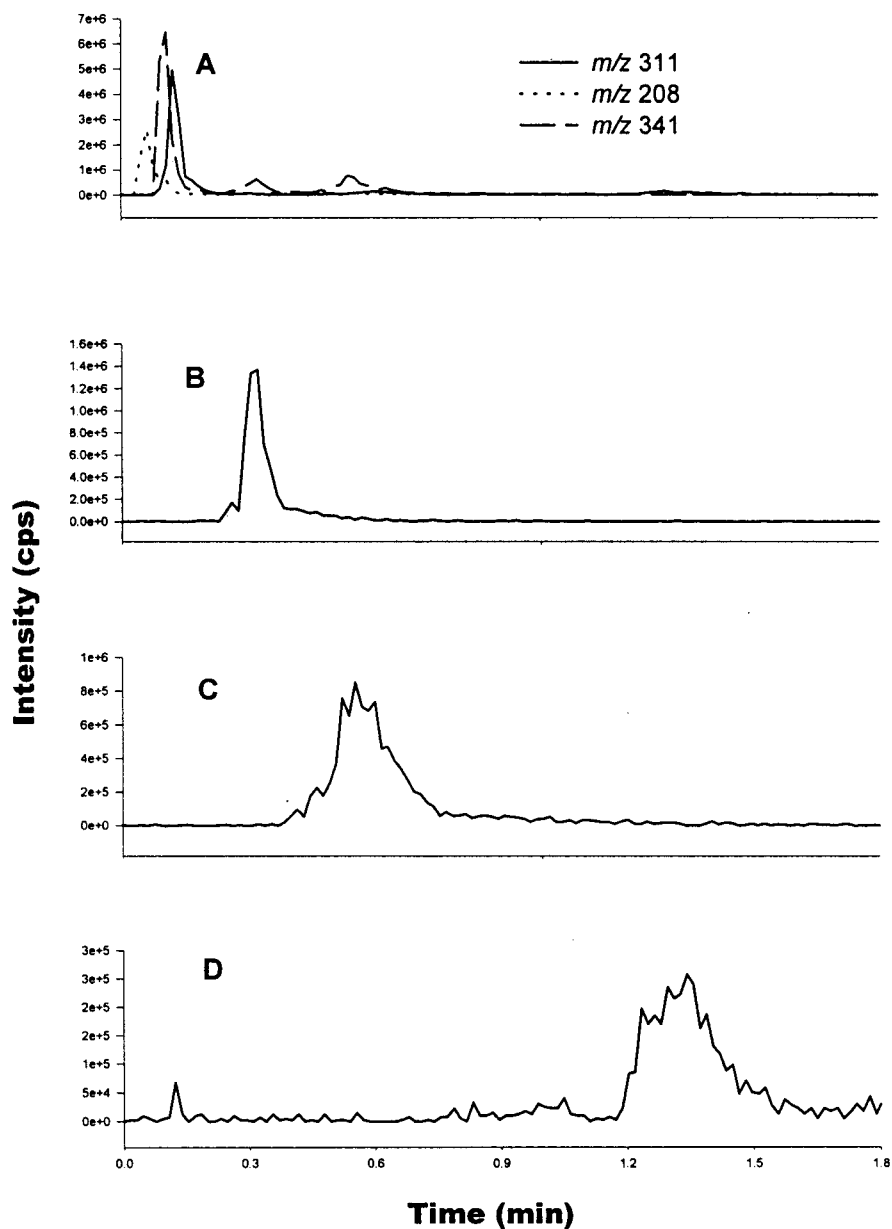 7e+6
6e+6
5e+6
4e+6
3e+6
2e+6
1e+6
0e+0
A
m/z 311
m/z 208
m/z 341
1.6e+6
1.4e+6
1.2e+6
1.0e+6
8.0e+5
6.0e+5
4.0e+5
2.0e+5
0.0e+0
B
Intensity (cps)
1e+6
8e+5
6e+5
4e+5
2e+5
0e+0
C
3e+5
3e+5
2e+5
2e+5
1e+5
5e+4
0e+0
D
0.0 0.3 0.6 0.9 1.2 1.5 1.8
Time (min)